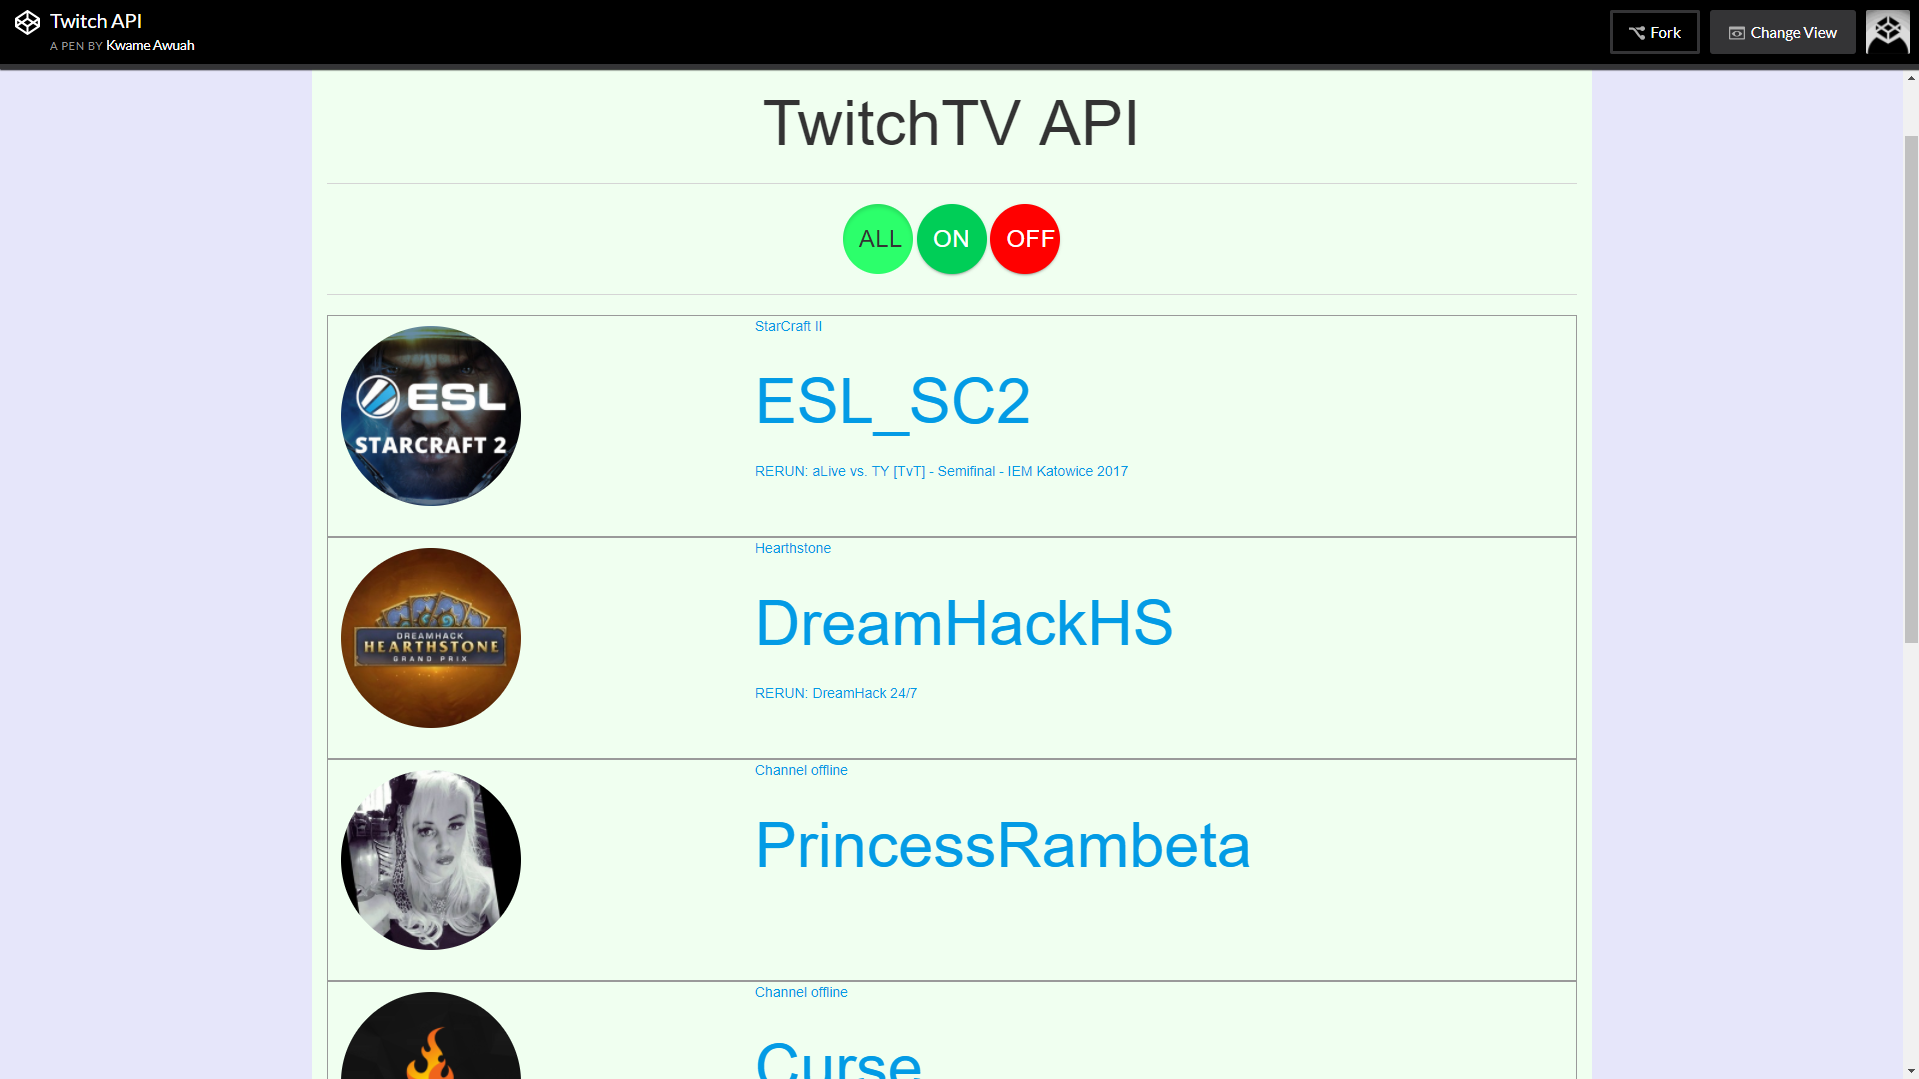 Twitch API
A PEN BY Kwame Awuah
Fork
Change View
TwitchTV API
ALL
ON
OFF
StarCraft II
ESL
STARCRAFT 2
ESL_SC2
RERUN: aLive vs. TY [TvT] - Semifinal - IEM Katowice 2017
Hearthstone
DREAMHACK
HEARTHSTONE
GRAND PRIX
DreamHackHS
RERUN: DreamHack 24/7
Channel offline
PrincessRambeta
Channel offline
Curse